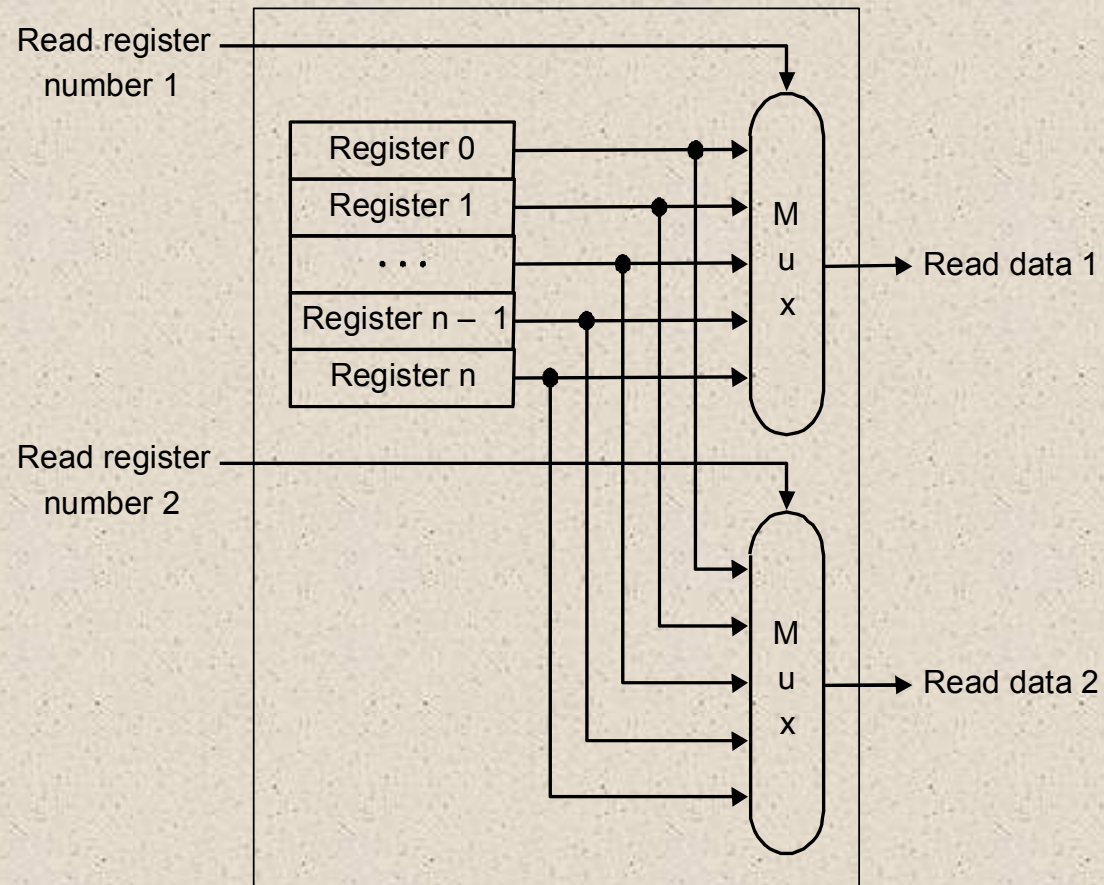 Read register
number 1
Register 0
Register 1
. . .
Register n – 1
Register n
M
u
x
Read data 1
Read register
number 2
M
u
x
Read data 2